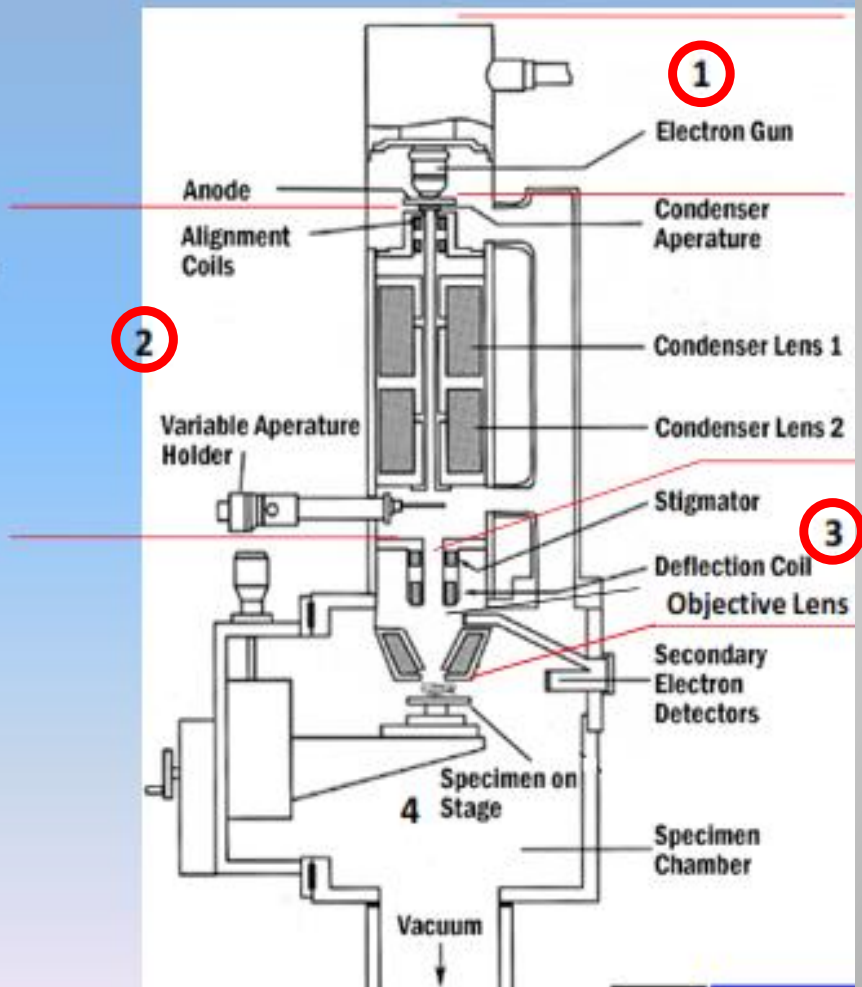 1
Electron Gun
Anode
Condenser
Aperature
Alignment
Coils
2
Condenser Lens 1
Condenser Lens 2
Variable Aperature
Holder
Stigmator
3
Deflection Coil
Objective Lens
Secondary
Electron
Detectors
Specimen on
Stage
4
Specimen
Chamber
Vacuum